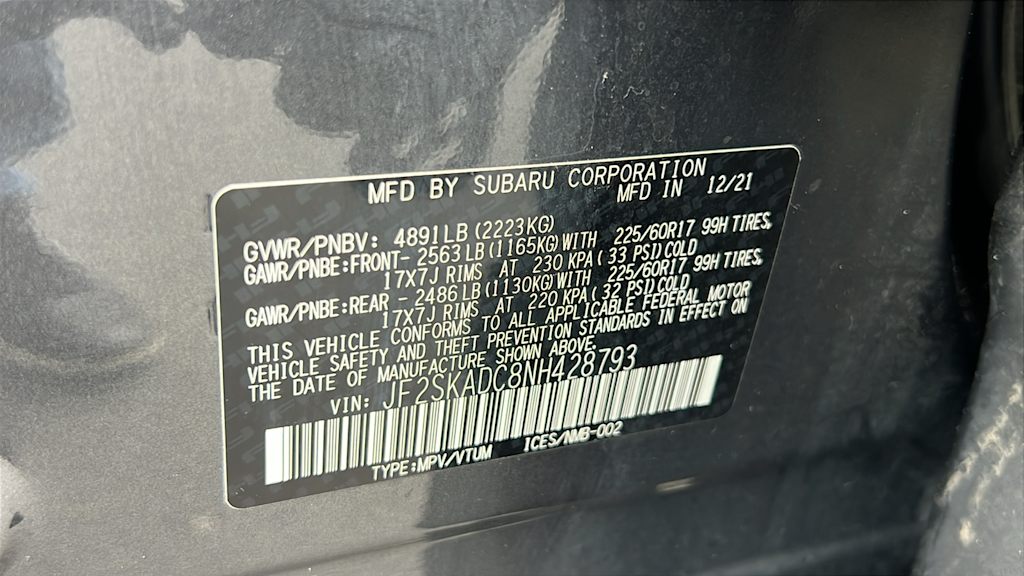 MFD BY SUBARU CORPORATION
MFD IN 12/21
GVWR/PNBV: 4891LB(2223KG)
GAWR/PNBE:FRONT- 2563LB(1165KG)WITH 225/60R17 99H TIRES,
17X7J RIMS AT 230 KPA( 33 PSI)COLD
GAWR/PNBE:REAR - 2486LB(1130KG)WITH 225/60R17 99H TIRES,
17X7J RIMS AT 220 KPA( 32 PSI)COLD
THIS VEHICLE CONFORMS TO ALL APPLICABLE FEDERAL MOTOR
VEHICLE SAFETY AND THEFT PREVENTION STANDARDS IN EFFECT ON
THE DATE OF MANUFACTURE SHOWN ABOVE.
VIN: JF2SKADC8NH428793
TYPE:MPV/VTUM ICES/NMB-002